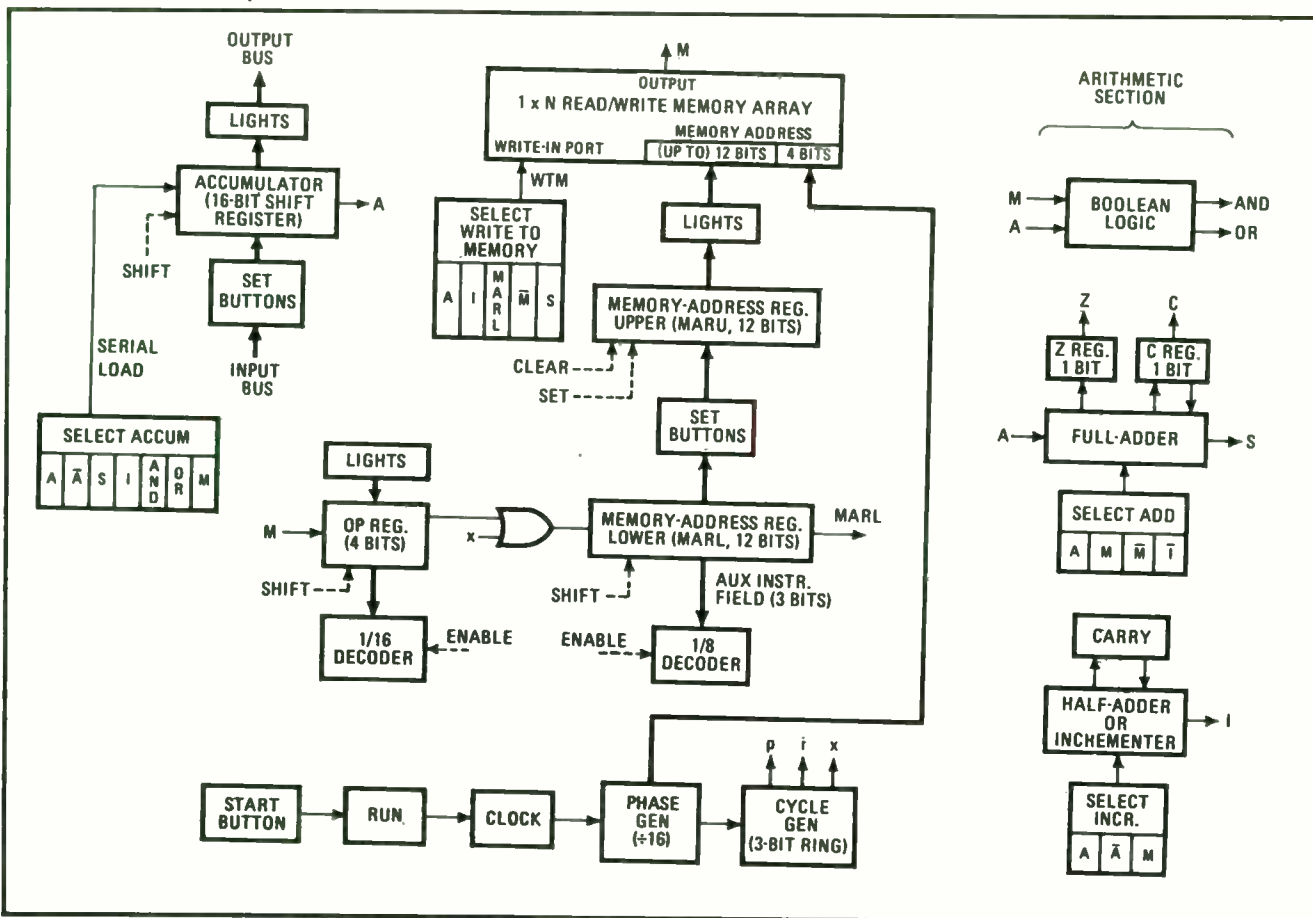 OUTPUT
BUS
LIGHTS
ACCUMULATOR
(16-BIT SHIFT
REGISTER)
A
SHIFT
SET
BUTTONS
SERIAL
LOAD
INPUT
BUS
SELECT ACCUM
A A̅ S I AND OR M
M
OUTPUT
1 x N READ/WRITE MEMORY ARRAY
MEMORY ADDRESS
WRITE-IN PORT (UP TO) 12 BITS 4 BITS
WTM
SELECT
WRITE TO
MEMORY
A I MARL M̅ S
LIGHTS
MEMORY-ADDRESS REG.
UPPER (MARU, 12 BITS)
CLEAR
SET
SET
BUTTONS
LIGHTS
M
OP REG.
(4 BITS)
x
SHIFT
MEMORY-ADDRESS REG.
LOWER (MARL, 12 BITS)
MARL
SHIFT
AUX INSTR.
FIELD (3 BITS)
1/16
DECODER
ENABLE
ENABLE
1/8
DECODER
START
BUTTON
RUN
CLOCK
PHASE
GEN
(÷16)
p r x
CYCLE
GEN
(3-BIT RING)
ARITHMETIC
SECTION
M
A
BOOLEAN
LOGIC
AND
OR
Z C
Z REG.
1 BIT
C REG.
1 BIT
A
FULL-ADDER
S
SELECT ADD
A M M̅ I̅
CARRY
HALF-ADDER
OR
INCHEMENTER
I
SELECT
INCR.
A A̅ M